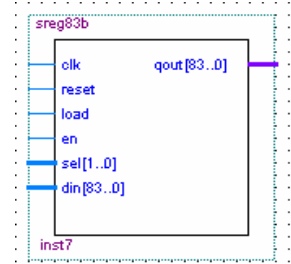 sreg83b
clk qout[83..0]
reset
load
en
sel[1..0]
din[83..0]
inst7